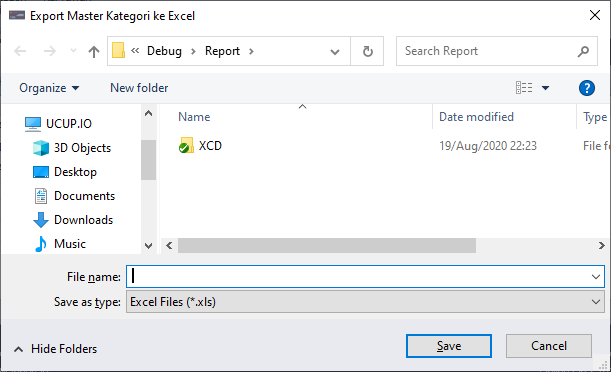 Export Master Kategori ke Excel
« Debug › Report ›
Search Report
Organize
New folder
?
Name
Date modified
Type
UCUP.IO
3D Objects
Desktop
Documents
Downloads
Music
XCD
19/Aug/2020 22:23
File f
File name:
Save as type:
Excel Files (*.xls)
Hide Folders
Save
Cancel